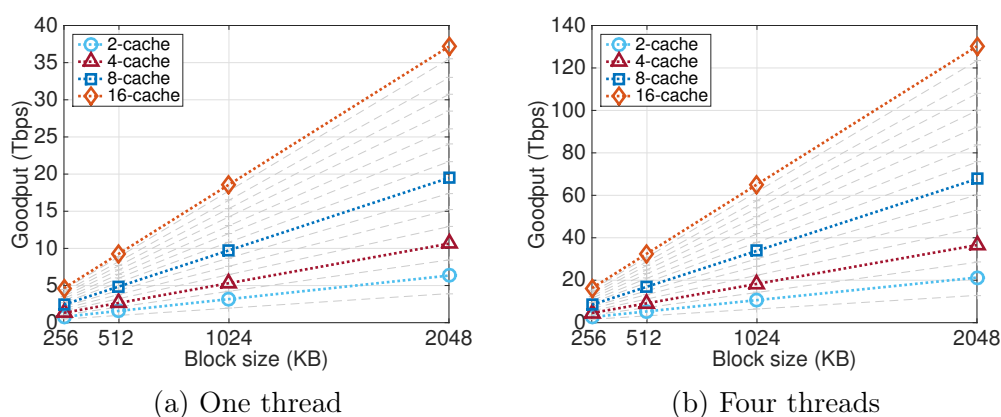 40
35
30
25
20
15
10
5
0
Goodput (Tbps)
2-cache
4-cache
8-cache
16-cache
256 512 1024 2048
Block size (KB)
(a) One thread
140
120
100
80
60
40
20
0
Goodput (Tbps)
2-cache
4-cache
8-cache
16-cache
256 512 1024 2048
Block size (KB)
(b) Four threads